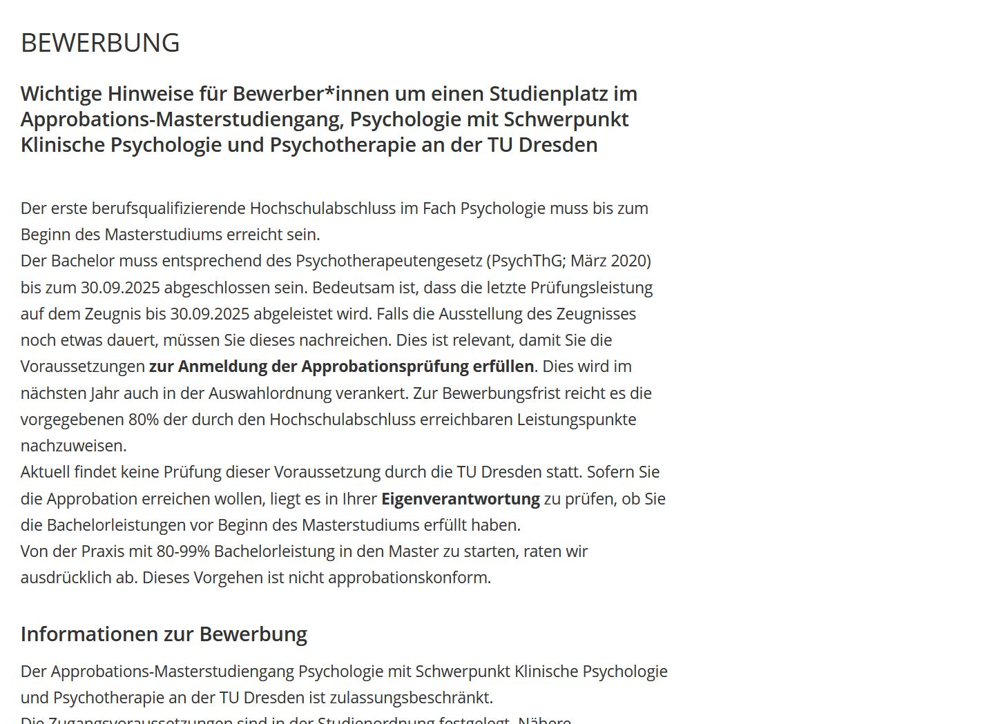 BEWERBUNG
Wichtige Hinweise für Bewerber*innen um einen Studienplatz im
Approbations-Masterstudiengang, Psychologie mit Schwerpunkt
Klinische Psychologie und Psychotherapie an der TU Dresden
Der erste berufsqualifizierende Hochschulabschluss im Fach Psychologie muss bis zum
Beginn des Masterstudiums erreicht sein.
Der Bachelor muss entsprechend des Psychotherapeutengesetz (PsychThG; März 2020)
bis zum 30.09.2025 abgeschlossen sein. Bedeutsam ist, dass die letzte Prüfungsleistung
auf dem Zeugnis bis 30.09.2025 abgeleistet wird. Falls die Ausstellung des Zeugnisses
noch etwas dauert, müssen Sie dieses nachreichen. Dies ist relevant, damit Sie die
Voraussetzungen zur Anmeldung der Approbationsprüfung erfüllen. Dies wird im
nächsten Jahr auch in der Auswahlordnung verankert. Zur Bewerbungsfrist reicht es die
vorgegebenen 80% der durch den Hochschulabschluss erreichbaren Leistungspunkte
nachzuweisen.
Aktuell findet keine Prüfung dieser Voraussetzung durch die TU Dresden statt. Sofern Sie
die Approbation erreichen wollen, liegt es in Ihrer Eigenverantwortung zu prüfen, ob Sie
die Bachelorleistungen vor Beginn des Masterstudiums erfüllt haben.
Von der Praxis mit 80-99% Bachelorleistung in den Master zu starten, raten wir
ausdrücklich ab. Dieses Vorgehen ist nicht approbationskonform.
Informationen zur Bewerbung
Der Approbations-Masterstudiengang Psychologie mit Schwerpunkt Klinische Psychologie
und Psychotherapie an der TU Dresden ist zulassungsbeschränkt.
Die Zugangsvoraussetzungen sind in der Studienordnung festgelegt. Nähere